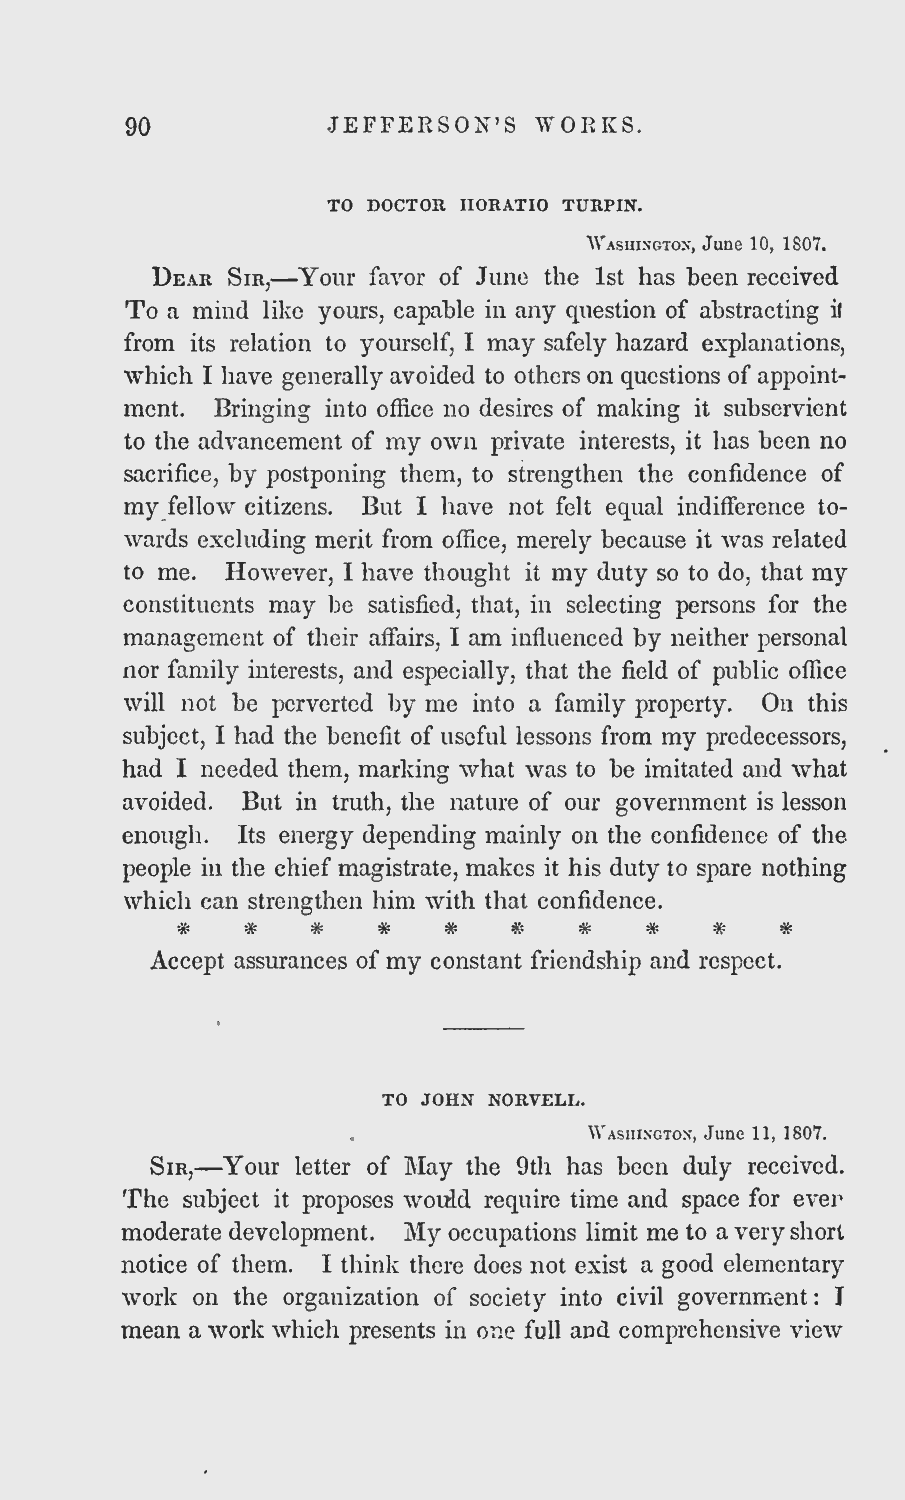 90 JEFFERSON'S WORKS.
TO DOCTOR HORATIO TURPIN.
WASHINGTON, June 10, 1807.
DEAR SIR,—Your favor of June the 1st has been received
To a mind like yours, capable in any question of abstracting it
from its relation to yourself, I may safely hazard explanations,
which I have generally avoided to others on questions of appoint-
ment. Bringing into office no desires of making it subservient
to the advancement of my own private interests, it has been no
sacrifice, by postponing them, to strengthen the confidence of
my fellow citizens. But I have not felt equal indifference to-
wards excluding merit from office, merely because it was related
to me. However, I have thought it my duty so to do, that my
constituents may be satisfied, that, in selecting persons for the
management of their affairs, I am influenced by neither personal
nor family interests, and especially, that the field of public office
will not be perverted by me into a family property. On this
subject, I had the benefit of useful lessons from my predecessors,
had I needed them, marking what was to be imitated and what
avoided. But in truth, the nature of our government is lesson
enough. Its energy depending mainly on the confidence of the
people in the chief magistrate, makes it his duty to spare nothing
which can strengthen him with that confidence.
* * * * * * * * * *
Accept assurances of my constant friendship and respect.
TO JOHN NORVELL.
WASHINGTON, June 11, 1807.
SIR,—Your letter of May the 9th has been duly received.
The subject it proposes would require time and space for ever
moderate development. My occupations limit me to a very short
notice of them. I think there does not exist a good elementary
work on the organization of society into civil government: I
mean a work which presents in one full and comprehensive view